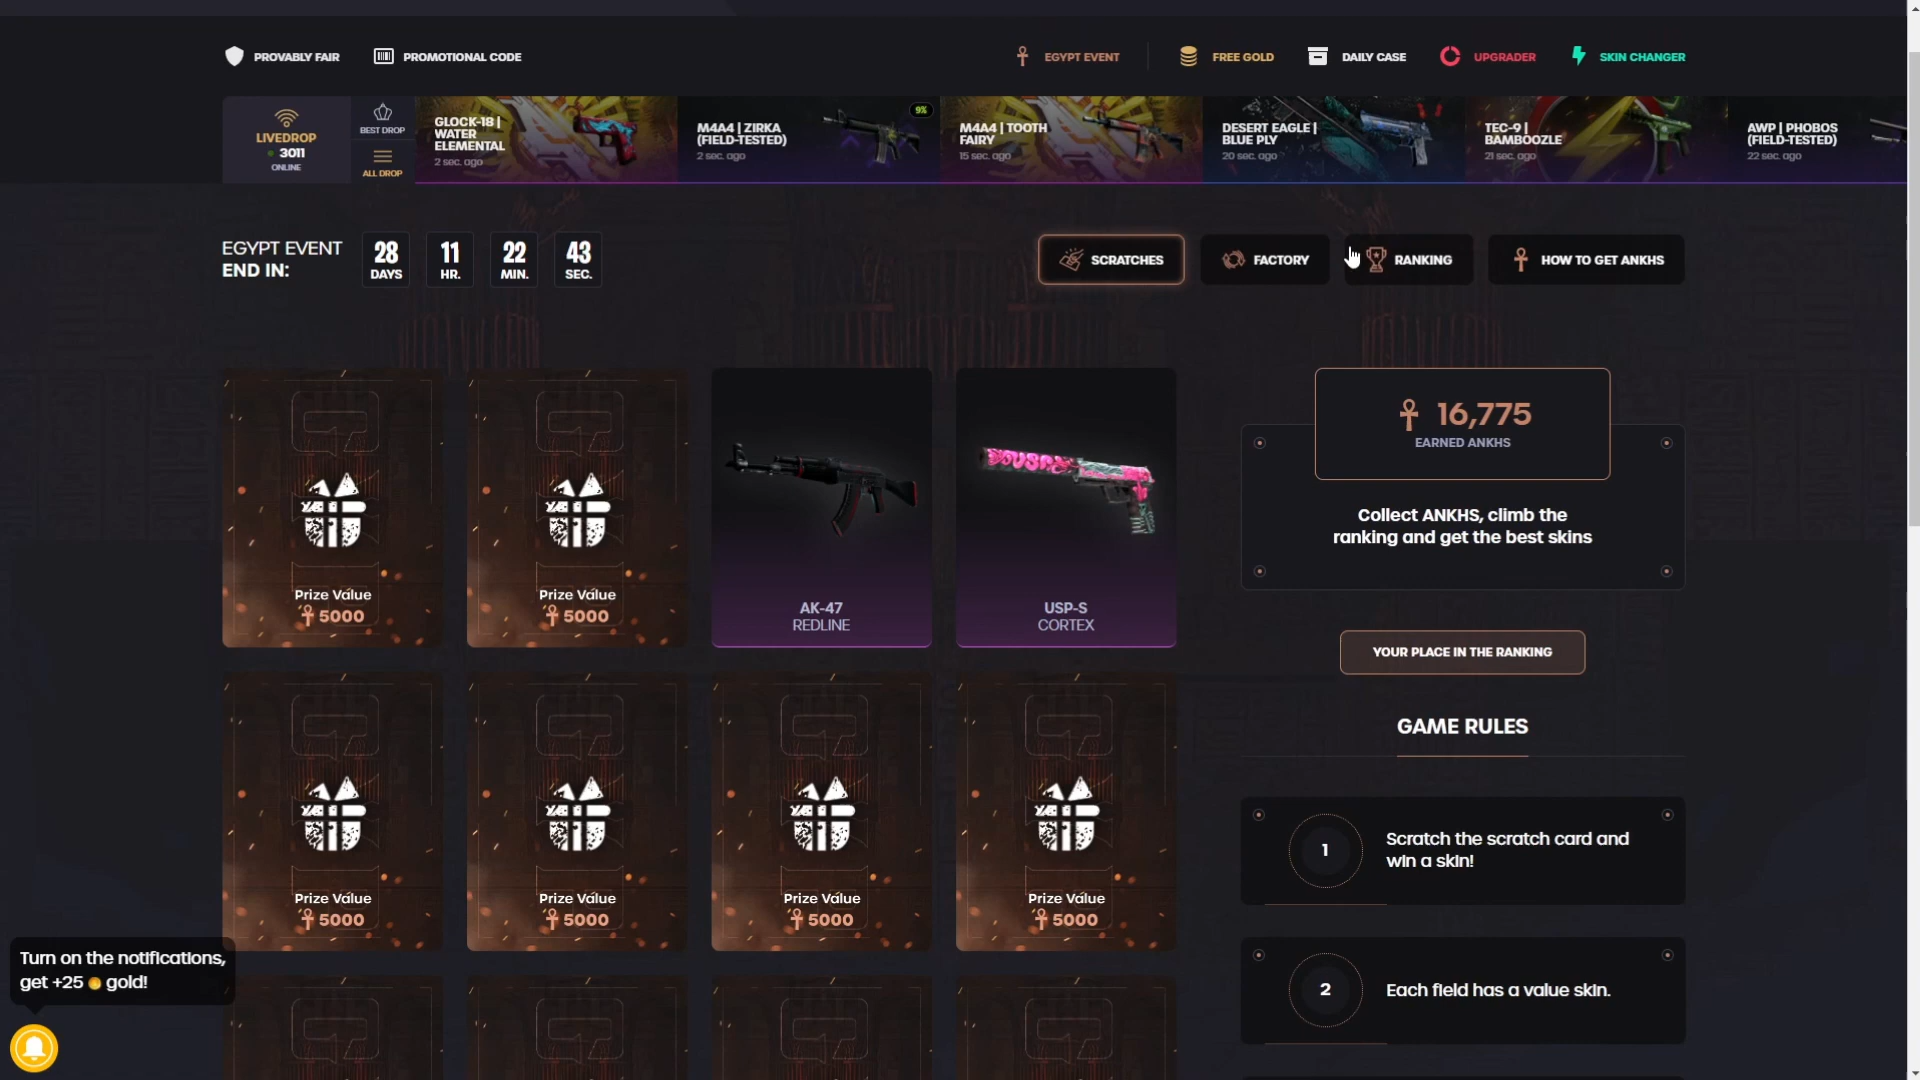 PROVABLY FAIR
PROMOTIONAL CODE
EGYPT EVENT
FREE GOLD
DAILY CASE
UPGRADER
SKIN CHANGER
LIVEDROP
3011
ONLINE
BEST DROP
ALL DROP
GLOCK-18 |
WATER
ELEMENTAL
2 sec. ago
M4A4 | ZIRKA
(FIELD-TESTED)
2 sec. ago
9%
M4A4 | TOOTH
FAIRY
15 sec. ago
DESERT EAGLE |
BLUE PLY
20 sec. ago
TEC-9 |
BAMBOOZLE
21 sec. ago
AWP | PHOBOS
(FIELD-TESTED)
22 sec. ago
EGYPT EVENT
END IN:
28
DAYS
11
HR.
22
MIN.
43
SEC.
SCRATCHES
FACTORY
RANKING
HOW TO GET ANKHS
Prize Value
5000
Prize Value
5000
AK-47
REDLINE
USP-S
CORTEX
16,775
EARNED ANKHS
Collect ANKHS, climb the
ranking and get the best skins
YOUR PLACE IN THE RANKING
GAME RULES
1
Scratch the scratch card and
win a skin!
2
Each field has a value skin.
Prize Value
5000
Prize Value
5000
Prize Value
5000
Prize Value
5000
Turn on the notifications,
get +25 gold!